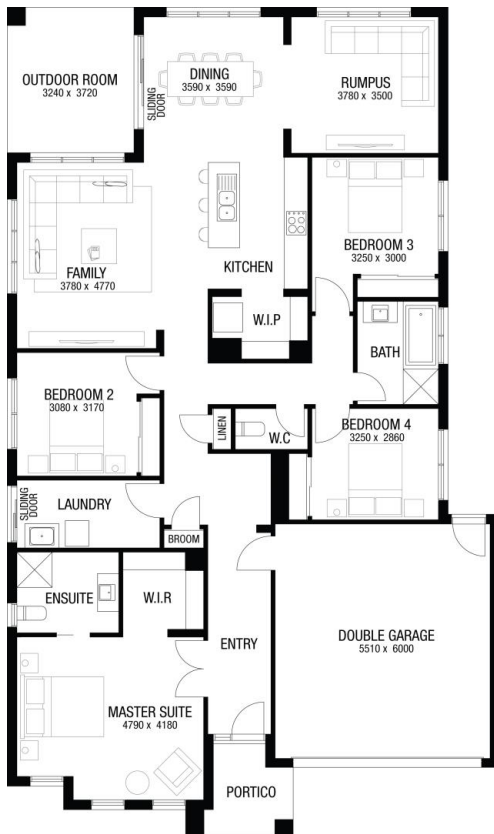 OUTDOOR ROOM
3240 x 3720
SLIDING
DOOR
DINING
3590 x 3590
RUMPUS
3780 x 3500
FAMILY
3780 x 4770
KITCHEN
BEDROOM 3
3250 x 3000
W.I.P
BATH
BEDROOM 2
3080 x 3170
LINEN
W.C
BEDROOM 4
3250 x 2860
SLIDING
DOOR
LAUNDRY
BROOM
ENSUITE
W.I.R
ENTRY
DOUBLE GARAGE
5510 x 6000
MASTER SUITE
4790 x 4180
PORTICO